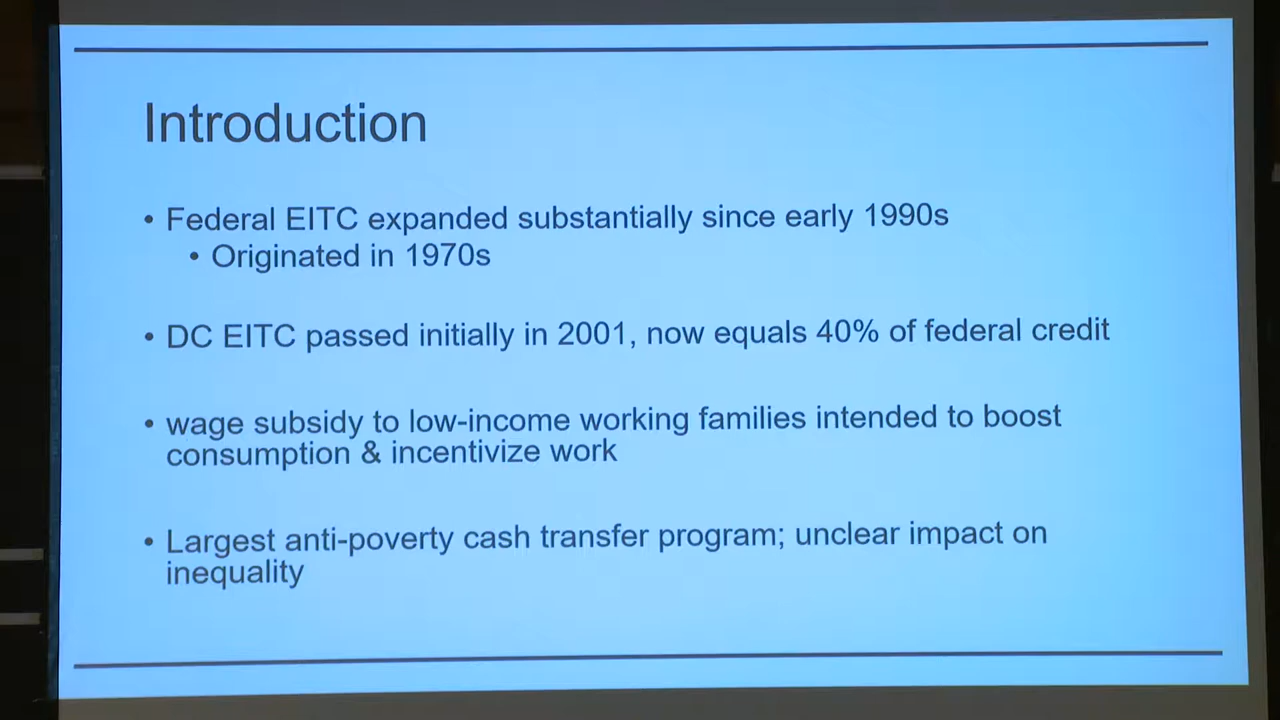 Introduction
• Federal EITC expanded substantially since early 1990s
• Originated in 1970s
• DC EITC passed initially in 2001, now equals 40% of federal credit
• wage subsidy to low-income working families intended to boost
consumption & incentivize work
• Largest anti-poverty cash transfer program; unclear impact on
inequality